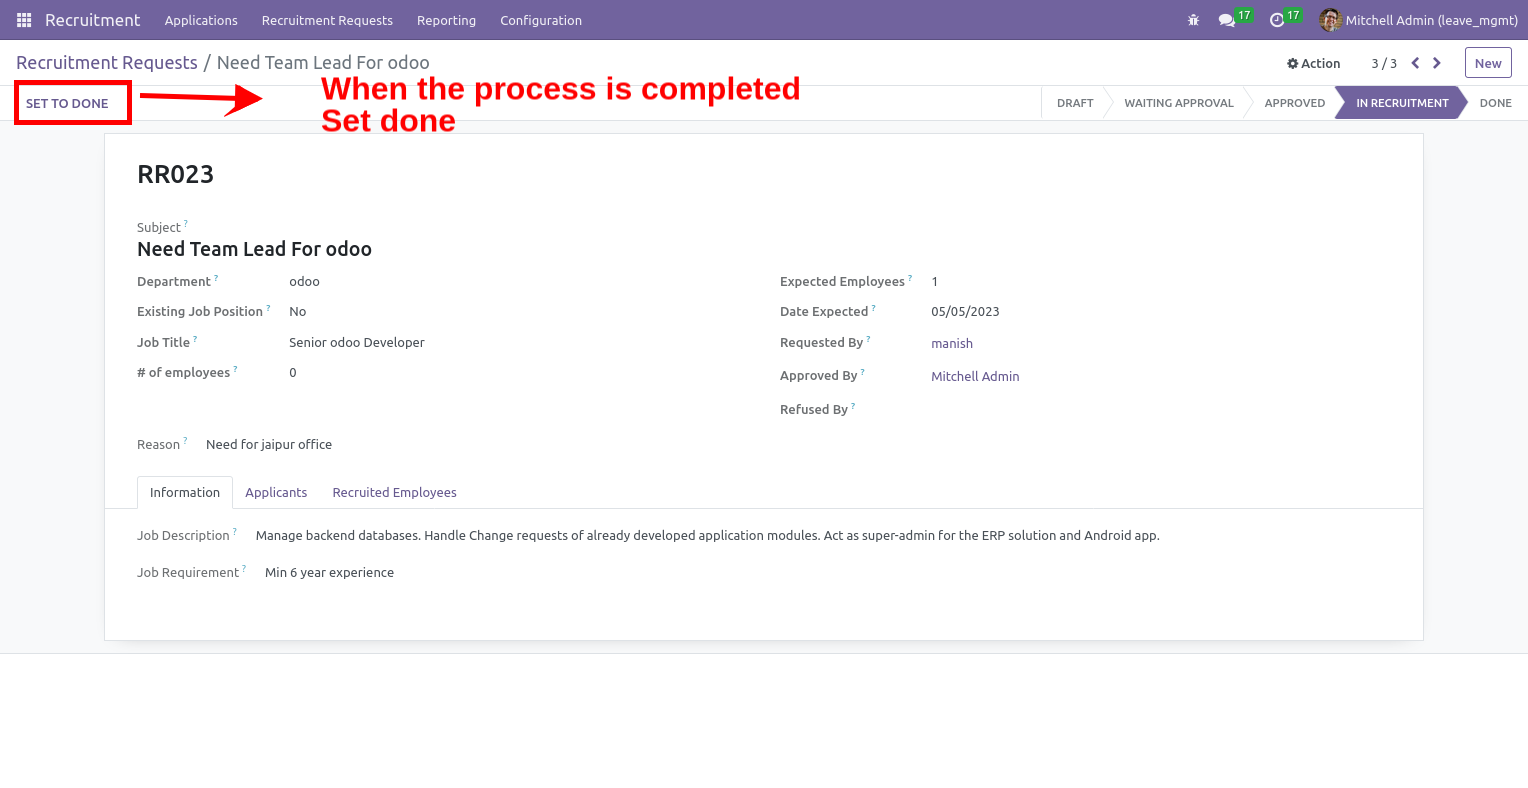 Recruitment Applications Recruitment Requests Reporting Configuration 17 17 Mitchell Admin (leave_mgmt)
Recruitment Requests / Need Team Lead For odoo Action 3 / 3 New
SET TO DONE When the process is completed
Set done
DRAFT WAITING APPROVAL APPROVED IN RECRUITMENT DONE
RR023
Subject ?
Need Team Lead For odoo
Department ? odoo Expected Employees ? 1
Existing Job Position ? No Date Expected ? 05/05/2023
Job Title ? Senior odoo Developer Requested By ? manish
# of employees ? 0 Approved By ? Mitchell Admin
Refused By ?
Reason ? Need for jaipur office
Information Applicants Recruited Employees
Job Description ? Manage backend databases. Handle Change requests of already developed application modules. Act as super-admin for the ERP solution and Android app.
Job Requirement ? Min 6 year experience